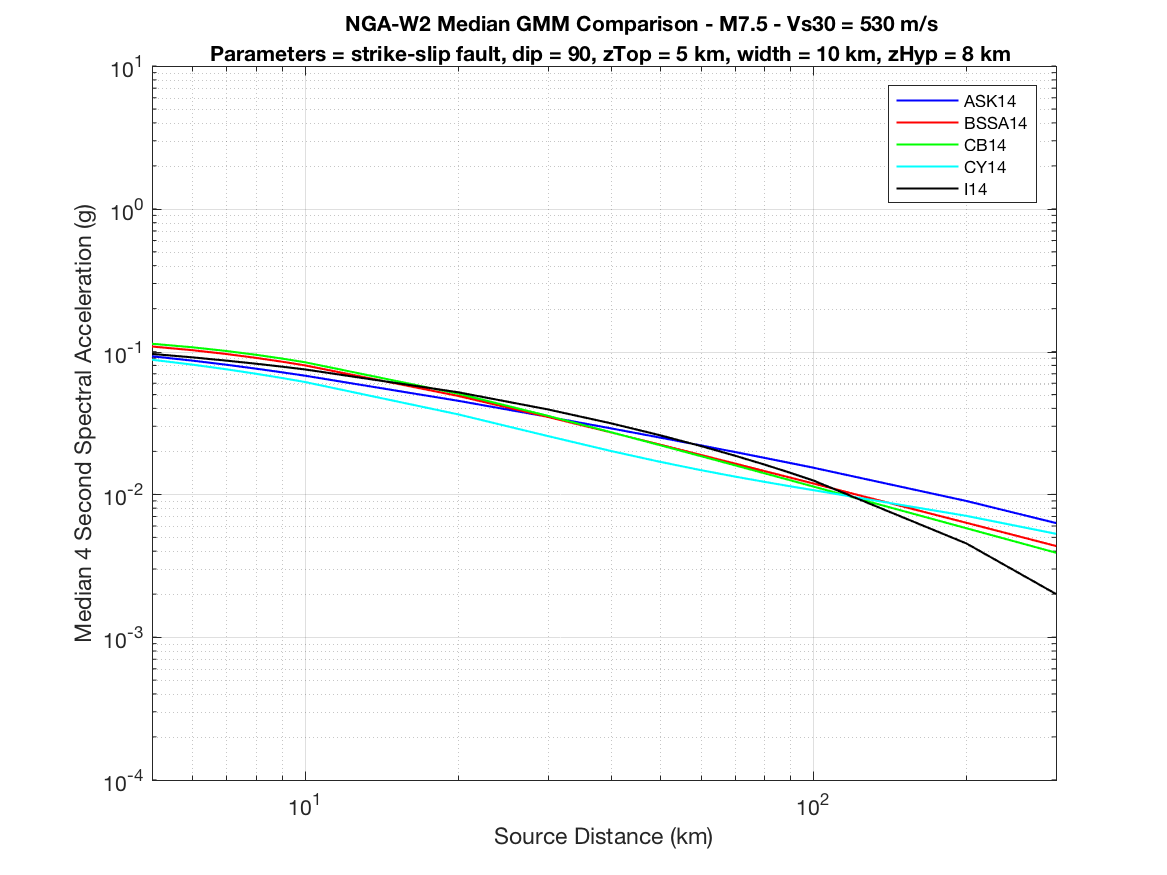 NGA-W2 Median GMM Comparison - M7.5 - Vs30 = 530 m/s
Parameters = strike-slip fault, dip = 90, zTop = 5 km, width = 10 km, zHyp = 8 km
10^1
10^0
10^-1
10^-2
10^-3
10^-4
Median 4 Second Spectral Acceleration (g)
ASK14
BSSA14
CB14
CY14
I14
10^1
10^2
Source Distance (km)